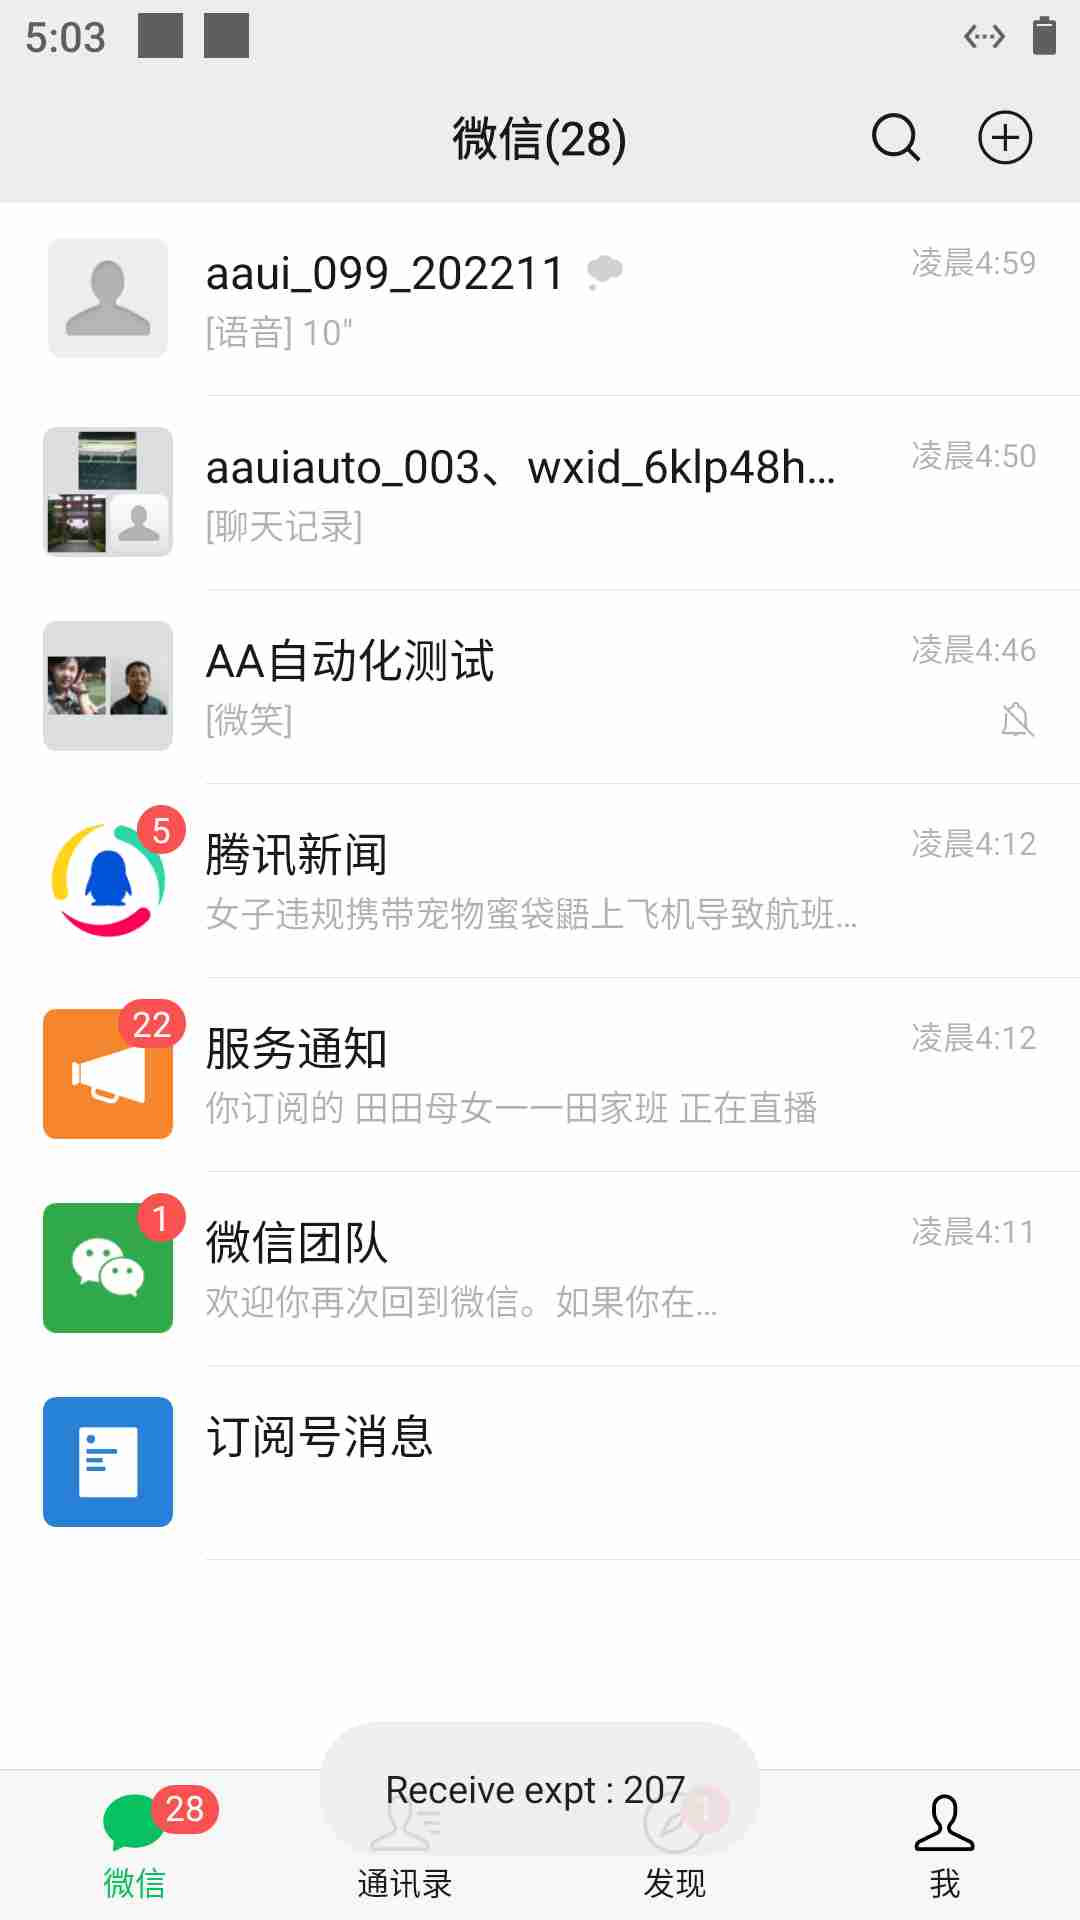 5:03
微信(28)
aaui_099_202211
凌晨4:59
[语音] 10"
aauiauto_003、wxid_6klp48h...
凌晨4:50
[聊天记录]
AA自动化测试
凌晨4:46
[微笑]
5
腾讯新闻
凌晨4:12
女子违规携带宠物蜜袋鼯上飞机导致航班...
22
服务通知
凌晨4:12
你订阅的 田田母女一一田家班 正在直播
1
微信团队
凌晨4:11
欢迎你再次回到微信。如果你在...
订阅号消息
Receive expt : 207
28
1
微信
通讯录
发现
我